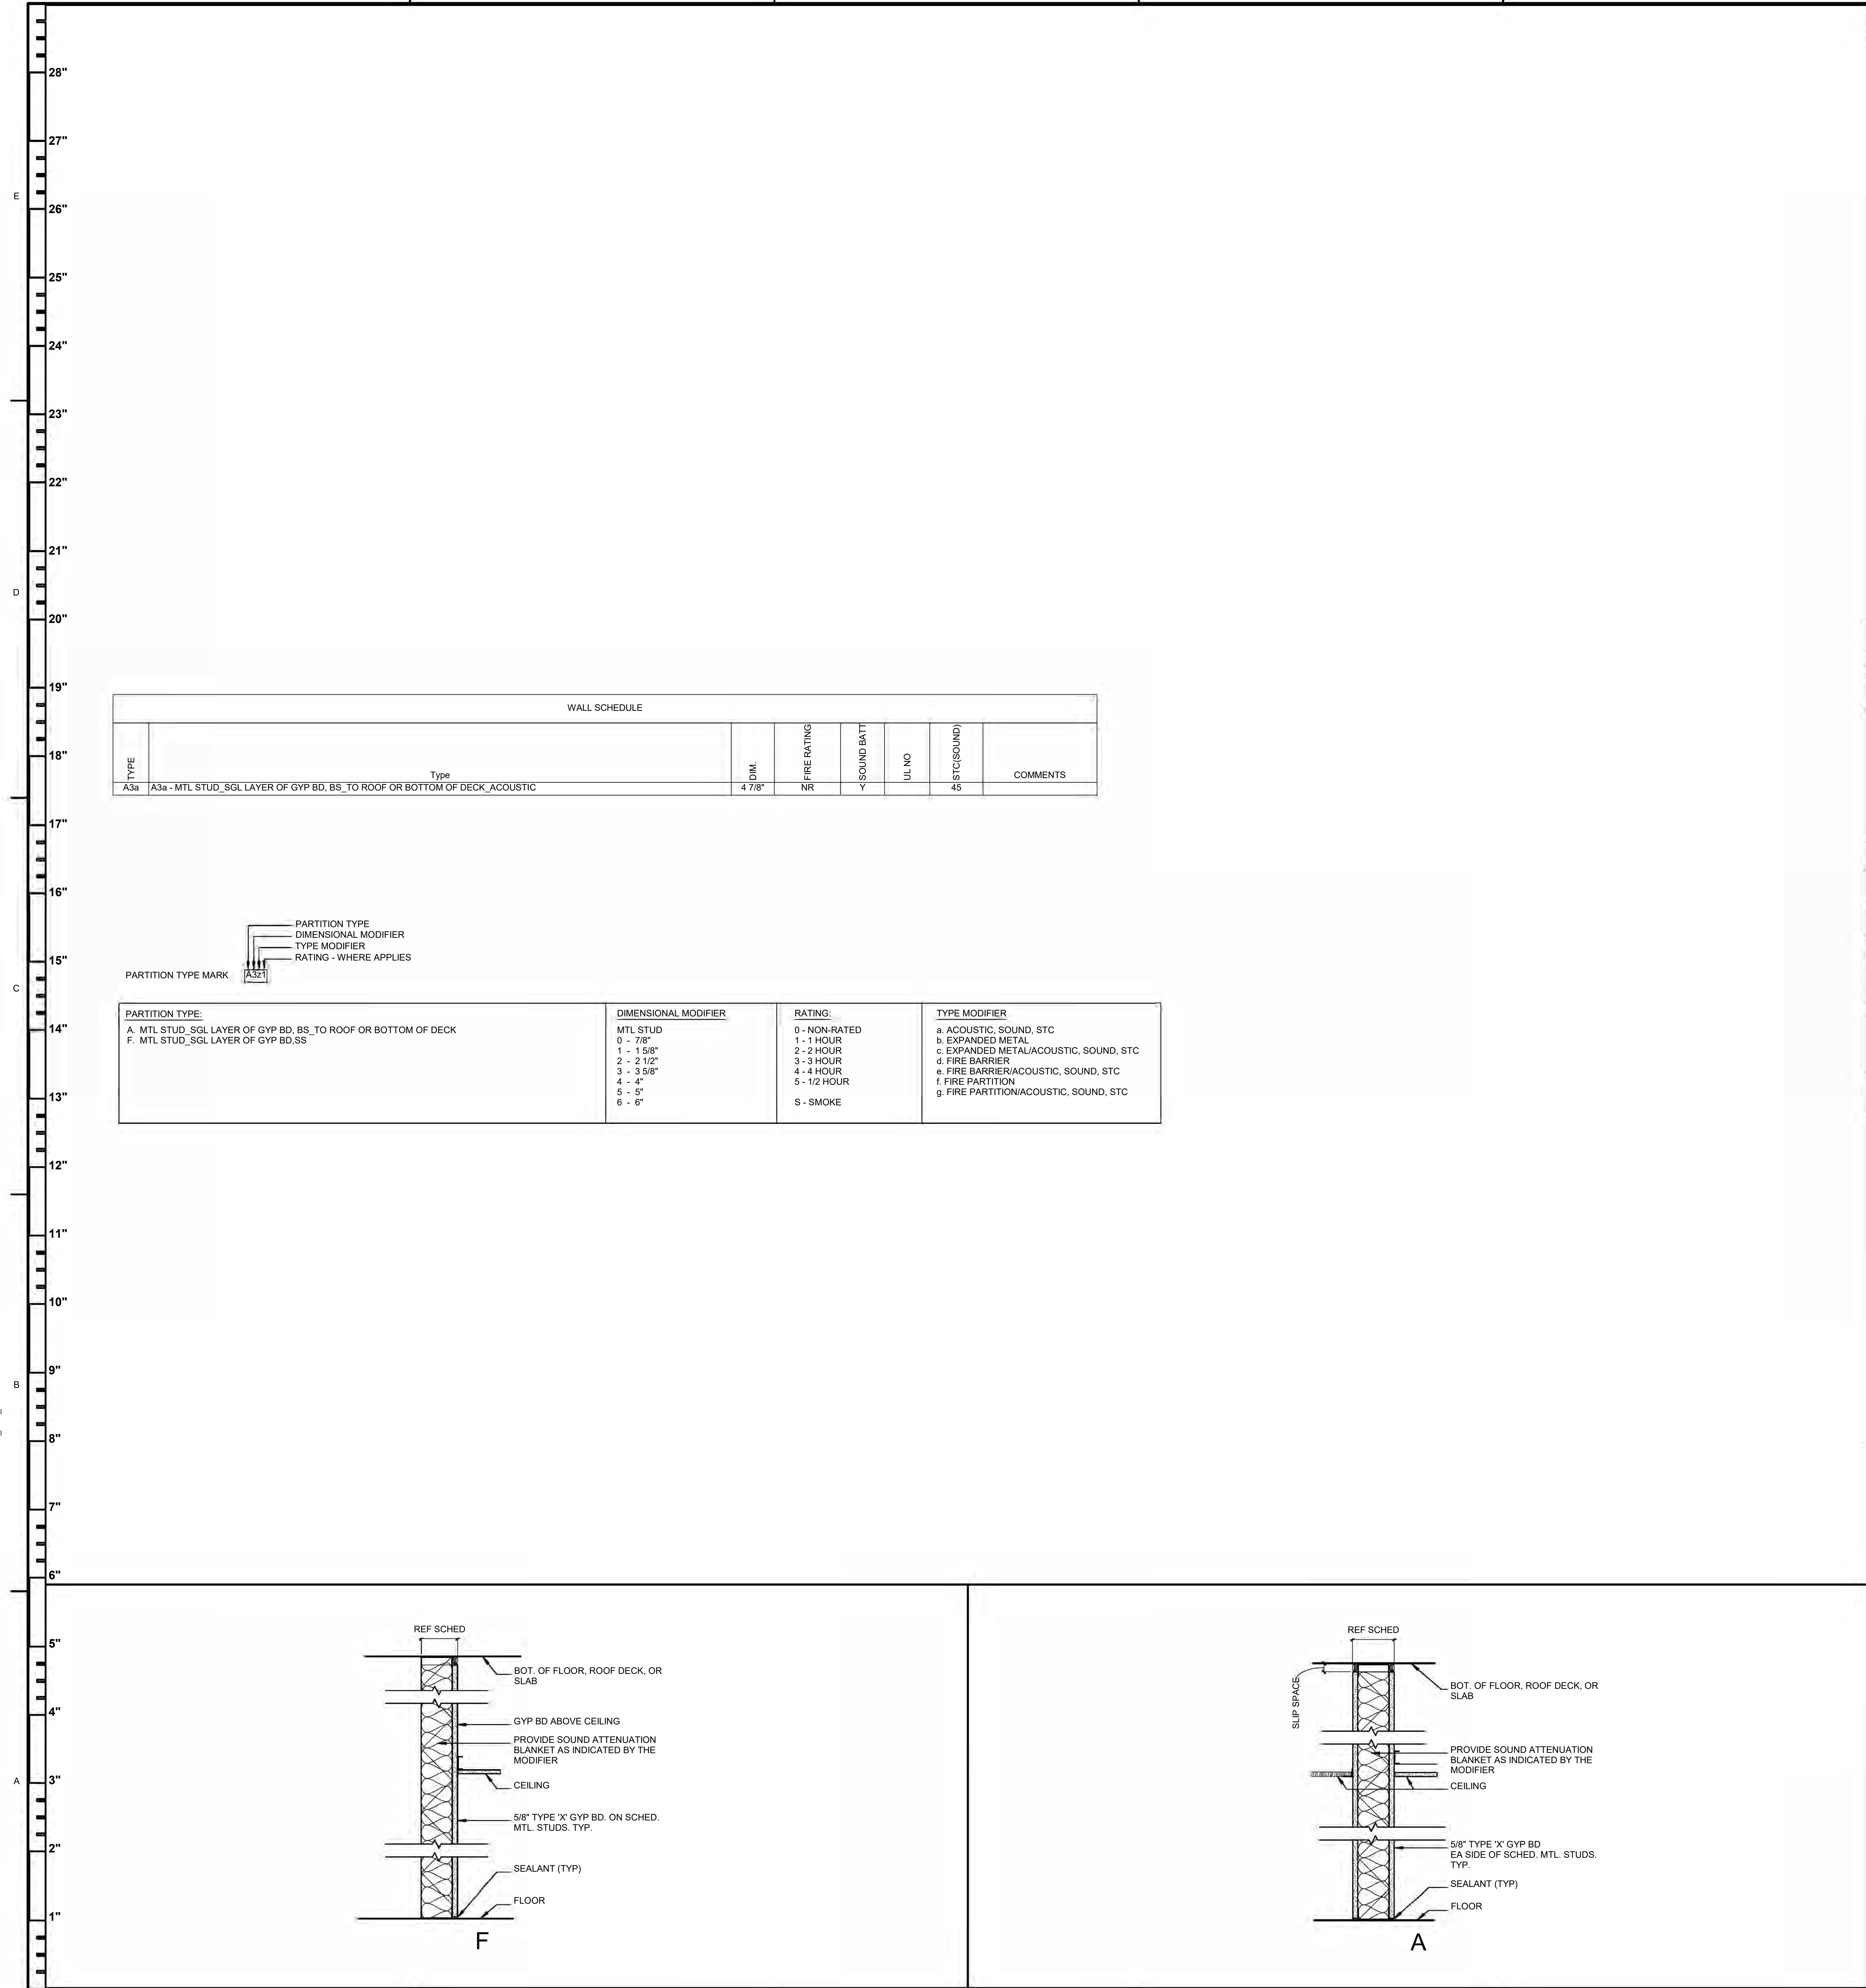 28"
27"
E
26"
25"
24"
23"
22"
21"
D
20"
19"
18"
17"
16"
15"
C
14"
13"
12"
11"
10"
9"
B
8"
7"
6"
5"
4"
A
3"
2"
1"
WALL SCHEDULE
TYPE
Type
DIM.
FIRE RATING
SOUND BATT
UL NO
STC(SOUND)
COMMENTS
A3a A3a - MTL STUD_SGL LAYER OF GYP BD, BS_TO ROOF OR BOTTOM OF DECK_ACOUSTIC 4 7/8" NR Y 45
PARTITION TYPE
DIMENSIONAL MODIFIER
TYPE MODIFIER
RATING - WHERE APPLIES
PARTITION TYPE MARK A3z1
PARTITION TYPE:
A. MTL STUD_SGL LAYER OF GYP BD, BS_TO ROOF OR BOTTOM OF DECK
F. MTL STUD_SGL LAYER OF GYP BD,SS
DIMENSIONAL MODIFIER
MTL STUD
0 - 7/8"
1 - 1 5/8"
2 - 2 1/2"
3 - 3 5/8"
4 - 4"
5 - 5"
6 - 6"
RATING:
0 - NON-RATED
1 - 1 HOUR
2 - 2 HOUR
3 - 3 HOUR
4 - 4 HOUR
5 - 1/2 HOUR
S - SMOKE
TYPE MODIFIER
a. ACOUSTIC, SOUND, STC
b. EXPANDED METAL
c. EXPANDED METAL/ACOUSTIC, SOUND, STC
d. FIRE BARRIER
e. FIRE BARRIER/ACOUSTIC, SOUND, STC
f. FIRE PARTITION
g. FIRE PARTITION/ACOUSTIC, SOUND, STC
REF SCHED
BOT. OF FLOOR, ROOF DECK, OR
SLAB
GYP BD ABOVE CEILING
PROVIDE SOUND ATTENUATION
BLANKET AS INDICATED BY THE
MODIFIER
CEILING
5/8" TYPE 'X' GYP BD. ON SCHED.
MTL. STUDS. TYP.
SEALANT (TYP)
FLOOR
F
REF SCHED
SLIP SPACE
BOT. OF FLOOR, ROOF DECK, OR
SLAB
PROVIDE SOUND ATTENUATION
BLANKET AS INDICATED BY THE
MODIFIER
CEILING
5/8" TYPE 'X' GYP BD
EA SIDE OF SCHED. MTL. STUDS.
TYP.
SEALANT (TYP)
FLOOR
A